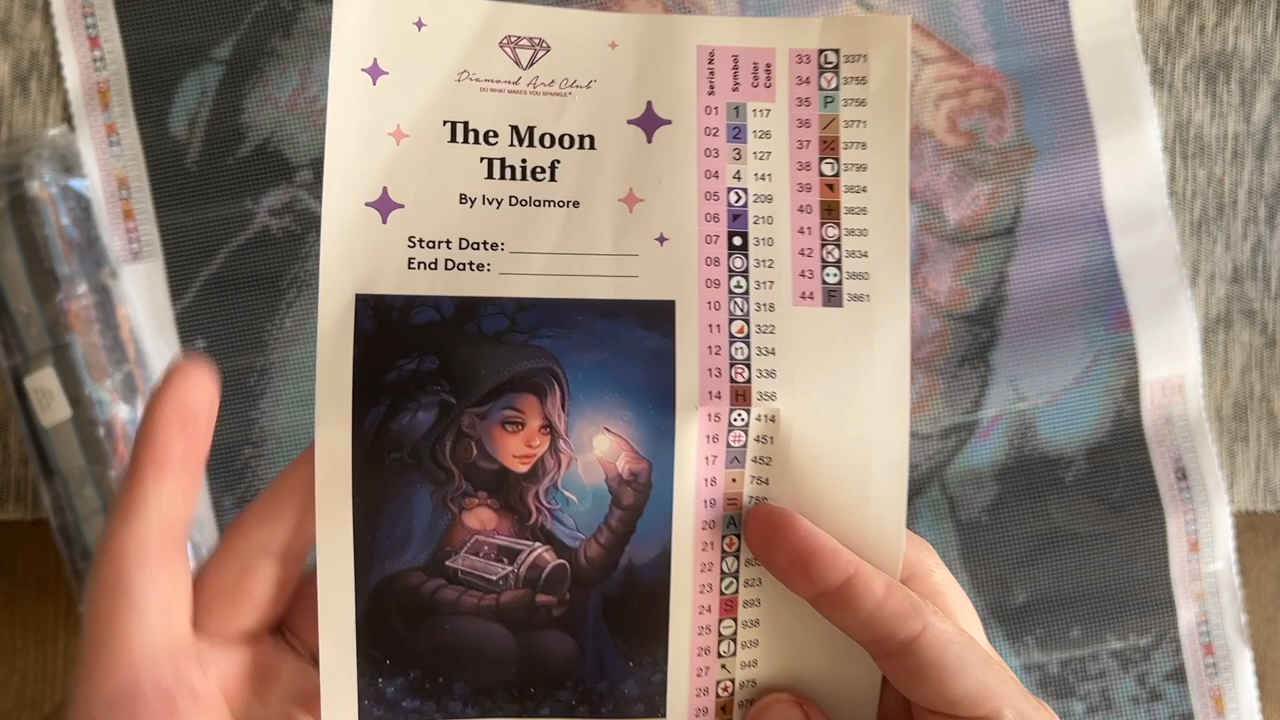 Diamond Art Club
DO WHAT MAKES YOU SPARKLE
The Moon
Thief
By Ivy Dolamore
Start Date:
End Date:
Serial No. Symbol Color Code
01 1 117
02 2 126
03 3 127
04 4 141
05 209
06 210
07 310
08 O 312
09 317
10 N 318
11 322
12 n 334
13 R 336
14 H 356
15 414
16 # 451
17 ^ 452
18 • 754
19 =
20 A
21
22 V
23 823
24 S 893
25 – 938
26 J 939
27 948
28 975
29
33 L 3371
34 Y 3755
35 P 3756
36 / 3771
37 3778
38 3799
39 3824
40 + 3826
41 C 3830
42 K 3834
43 3860
44 F 3861